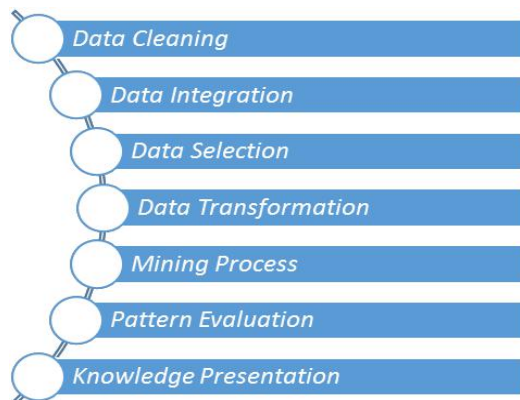 Data Cleaning
Data Integration
Data Selection
Data Transformation
Mining Process
Pattern Evaluation
Knowledge Presentation